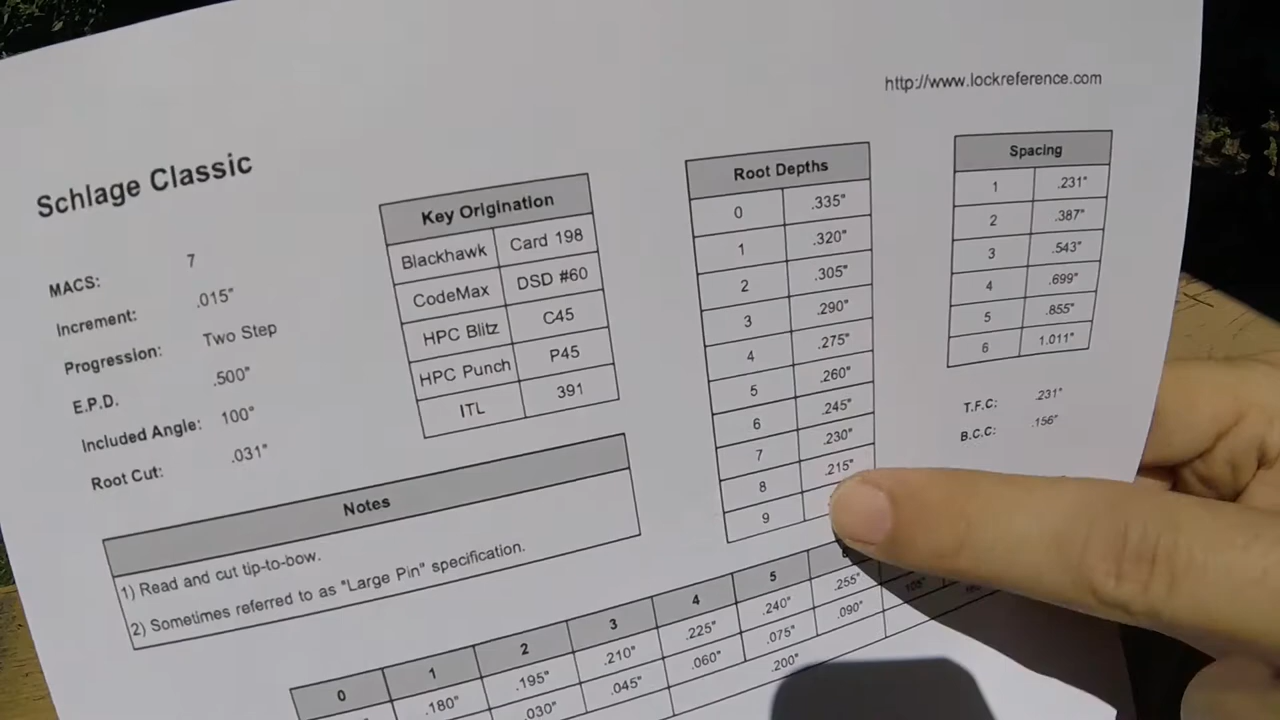 http://www.lockreference.com
Schlage Classic
MACS: 7
Increment: .015"
Progression: Two Step
E.P.D. .500"
Included Angle: 100°
Root Cut: .031"
Key Origination
Blackhawk Card 198
CodeMax DSD #60
HPC Blitz C45
HPC Punch P45
ITL 391
Root Depths
0 .335"
1 .320"
2 .305"
3 .290"
4 .275"
5 .260"
6 .245"
7 .230"
8 .215"
9
Spacing
1 .231"
2 .387"
3 .543"
4 .699"
5 .855"
6 1.011"
T.F.C: .231"
B.C.C: .156"
Notes
1) Read and cut tip-to-bow.
2) Sometimes referred to as "Large Pin" specification.
0 1 2 3 4 5
.180" .195" .210" .225" .240" .255"
.030" .045" .060" .075" .090"
.200"